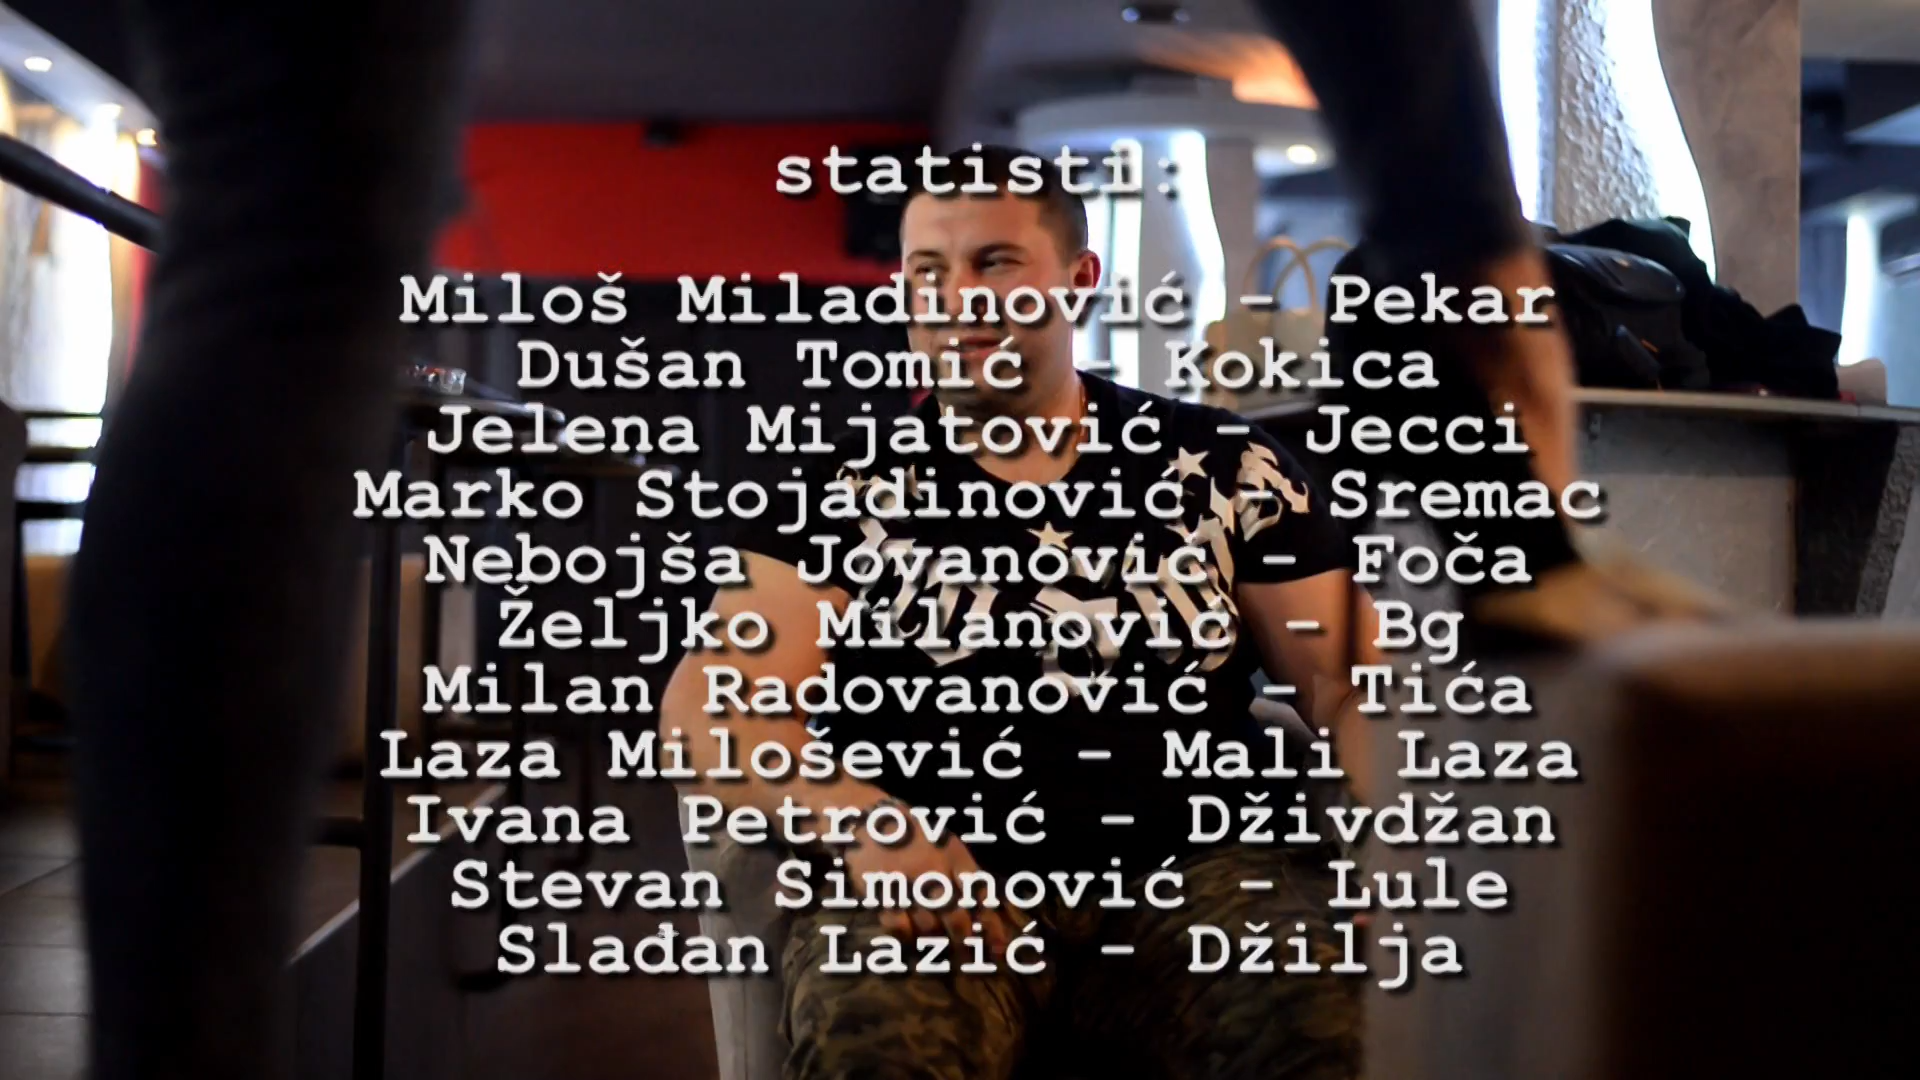 statisti:
Miloš Miladinović - Pekar
Dušan Tomić - Kokica
Jelena Mijatović - Jecci
Marko Stojadinović - Sremac
Nebojša Jovanović - Foča
Željko Milanović - Bg
Milan Radovanović - Tića
Laza Milošević - Mali Laza
Ivana Petrović - Dživdžan
Stevan Simonović - Lule
Slađan Lazić - Džilja